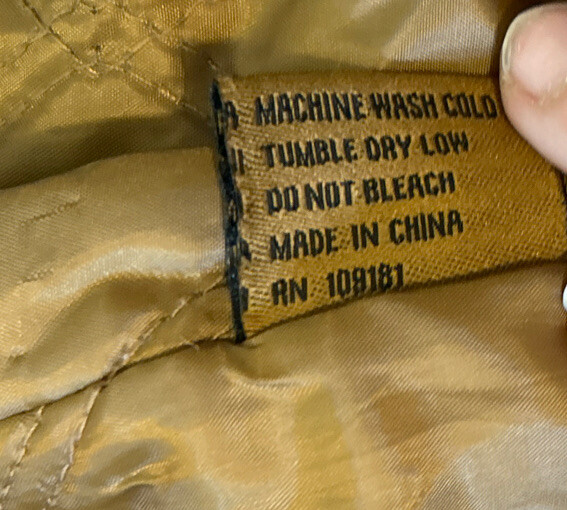 MACHINE WASH COLD
TUMBLE DRY LOW
DO NOT BLEACH
MADE IN CHINA
RN 109181